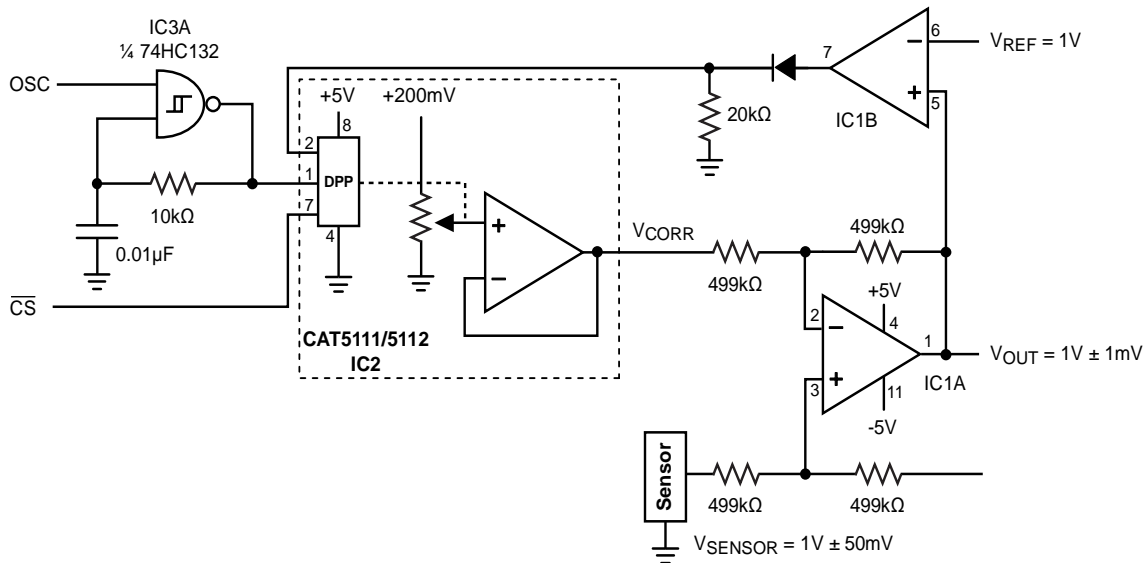 IC3A
¼ 74HC132
OSC
+5V
8
+200mV
2
1
7
DPP
4
10kΩ
0.01µF
CS
CAT5111/5112
IC2
20kΩ
7
–
6
+
5
IC1B
VREF = 1V
+
–
VCORR
499kΩ
499kΩ
+5V
2
–
4
1
+
3
11
-5V
IC1A
VOUT = 1V ± 1mV
Sensor
499kΩ
499kΩ
VSENSOR = 1V ± 50mV